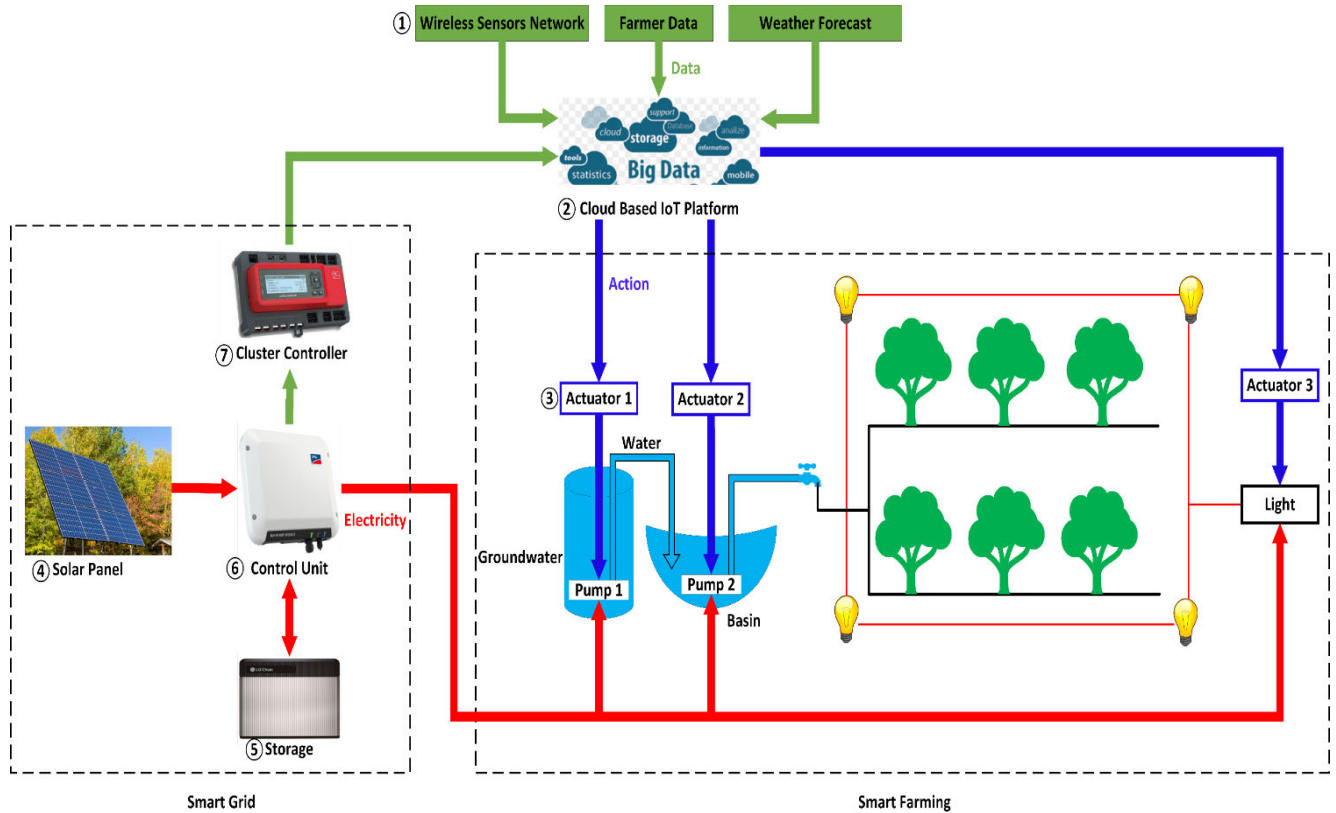 ① Wireless Sensors Network
Farmer Data
Weather Forecast
Data
support
Database
cloud
storage
analize
information
tools
statistics
Big Data
mobile
② Cloud Based IoT Platform
Action
⑦ Cluster Controller
③ Actuator 1
Actuator 2
Actuator 3
Water
④ Solar Panel
⑥ Control Unit
Electricity
Groundwater
Pump 1
Pump 2
Basin
Light
LG Chem
⑤ Storage
Smart Grid
Smart Farming